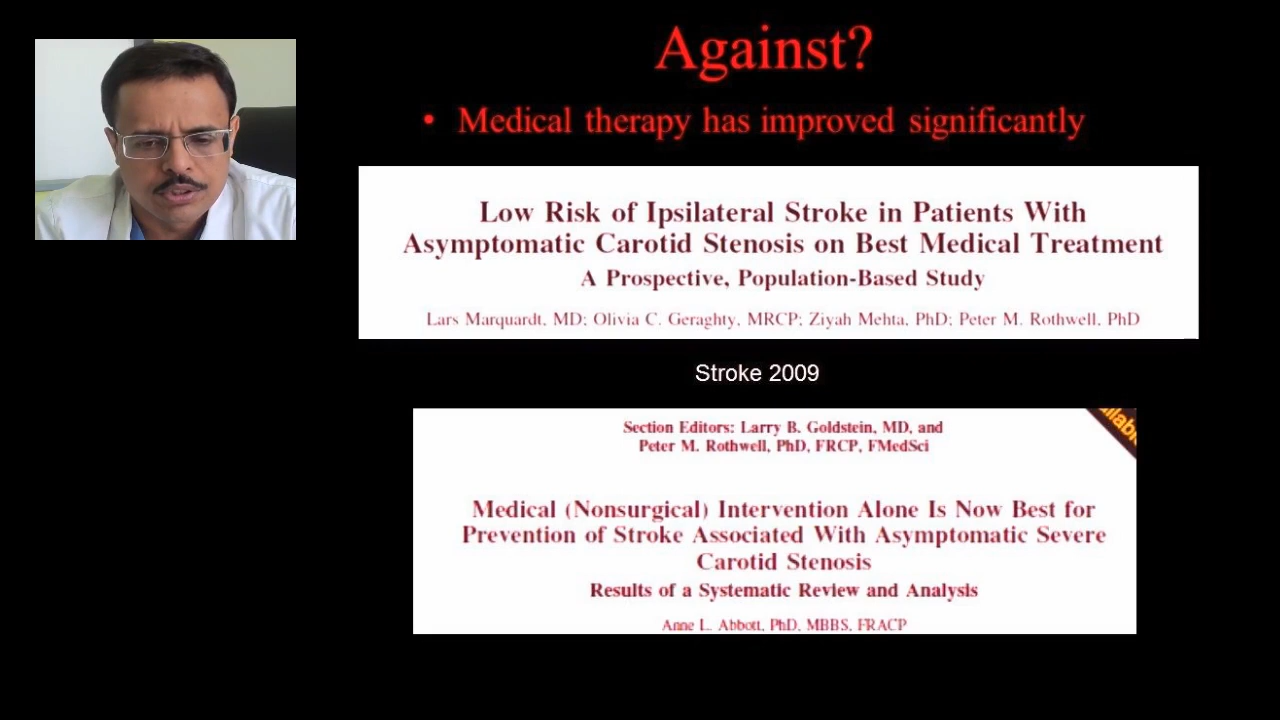 Against?
• Medical therapy has improved significantly
Low Risk of Ipsilateral Stroke in Patients With
Asymptomatic Carotid Stenosis on Best Medical Treatment
A Prospective, Population-Based Study
Lars Marquardt, MD; Olivia C. Geraghty, MRCP; Ziyah Mehta, PhD; Peter M. Rothwell, PhD
Stroke 2009
Section Editors: Larry B. Goldstein, MD, and
Peter M. Rothwell, PhD, FRCP, FMedSci
Medical (Nonsurgical) Intervention Alone Is Now Best for
Prevention of Stroke Associated With Asymptomatic Severe
Carotid Stenosis
Results of a Systematic Review and Analysis
Anne L. Abbott, PhD, MBBS, FRACP